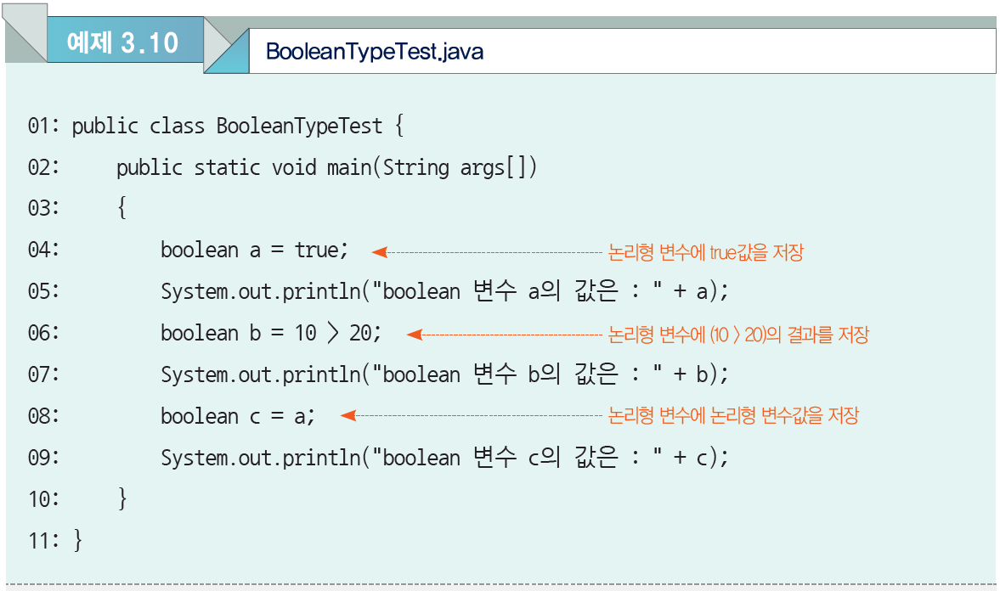 예제 3.10
BooleanTypeTest.java
01: public class BooleanTypeTest {
02:     public static void main(String args[])
03:     {
04:         boolean a = true; 논리형 변수에 true값을 저장
05:         System.out.println("boolean 변수 a의 값은 : " + a);
06:         boolean b = 10 > 20; 논리형 변수에 (10 > 20)의 결과를 저장
07:         System.out.println("boolean 변수 b의 값은 : " + b);
08:         boolean c = a; 논리형 변수에 논리형 변수값을 저장
09:         System.out.println("boolean 변수 c의 값은 : " + c);
10:     }
11: }